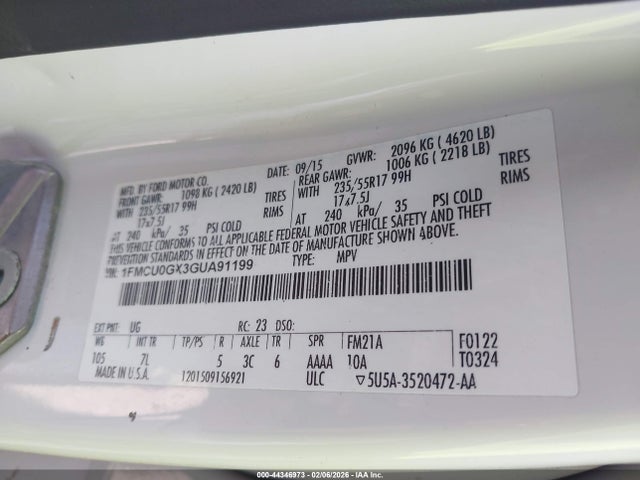 MFD. BY FORD MOTOR CO.
DATE: 09/15 GVWR: 2096 KG ( 4620 LB)
FRONT GAWR: 1098 KG ( 2420 LB) REAR GAWR: 1006 KG ( 2218 LB)
WITH 235/55R17 99H TIRES WITH 235/55R17 99H TIRES
17x7.5J RIMS 17x7.5J RIMS
AT 240 kPa/ 35 PSI COLD AT 240 kPa/ 35 PSI COLD
THIS VEHICLE CONFORMS TO ALL APPLICABLE FEDERAL MOTOR VEHICLE SAFETY AND THEFT
PREVENTION STANDARDS IN EFFECT ON THE DATE OF MANUFACTURE SHOWN ABOVE.
VIN: 1FMCU0GX3GUA91199 TYPE: MPV
EXT PNT: UG RC: 23 DSO:
WB INT TR TP/PS R AXLE TR SPR FM21A F0122
105 7L 5 3C 6 AAAA 10A T0324
MADE IN U.S.A. 1201509156921 ULC ▽5U5A-3520472-AA
000-44346973 - 02/06/2026 - IAA Inc.